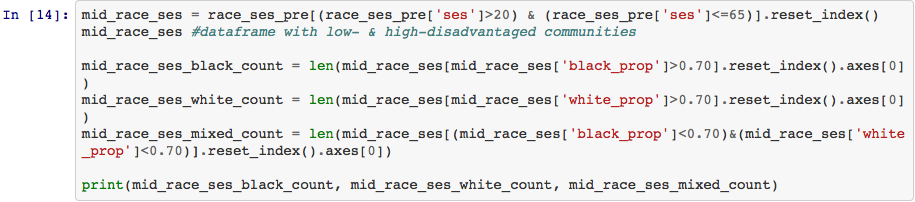 In [14]: mid_race_ses = race_ses_pre[(race_ses_pre['ses']>20) & (race_ses_pre['ses']<=65)].reset_index()
mid_race_ses #dataframe with low- & high-disadvantaged communities
mid_race_ses_black_count = len(mid_race_ses[mid_race_ses['black_prop']>0.70].reset_index().axes[0]
)
mid_race_ses_white_count = len(mid_race_ses[mid_race_ses['white_prop']>0.70].reset_index().axes[0]
)
mid_race_ses_mixed_count = len(mid_race_ses[(mid_race_ses['black_prop']<0.70)&(mid_race_ses['white
_prop']<0.70)].reset_index().axes[0])
print(mid_race_ses_black_count, mid_race_ses_white_count, mid_race_ses_mixed_count)